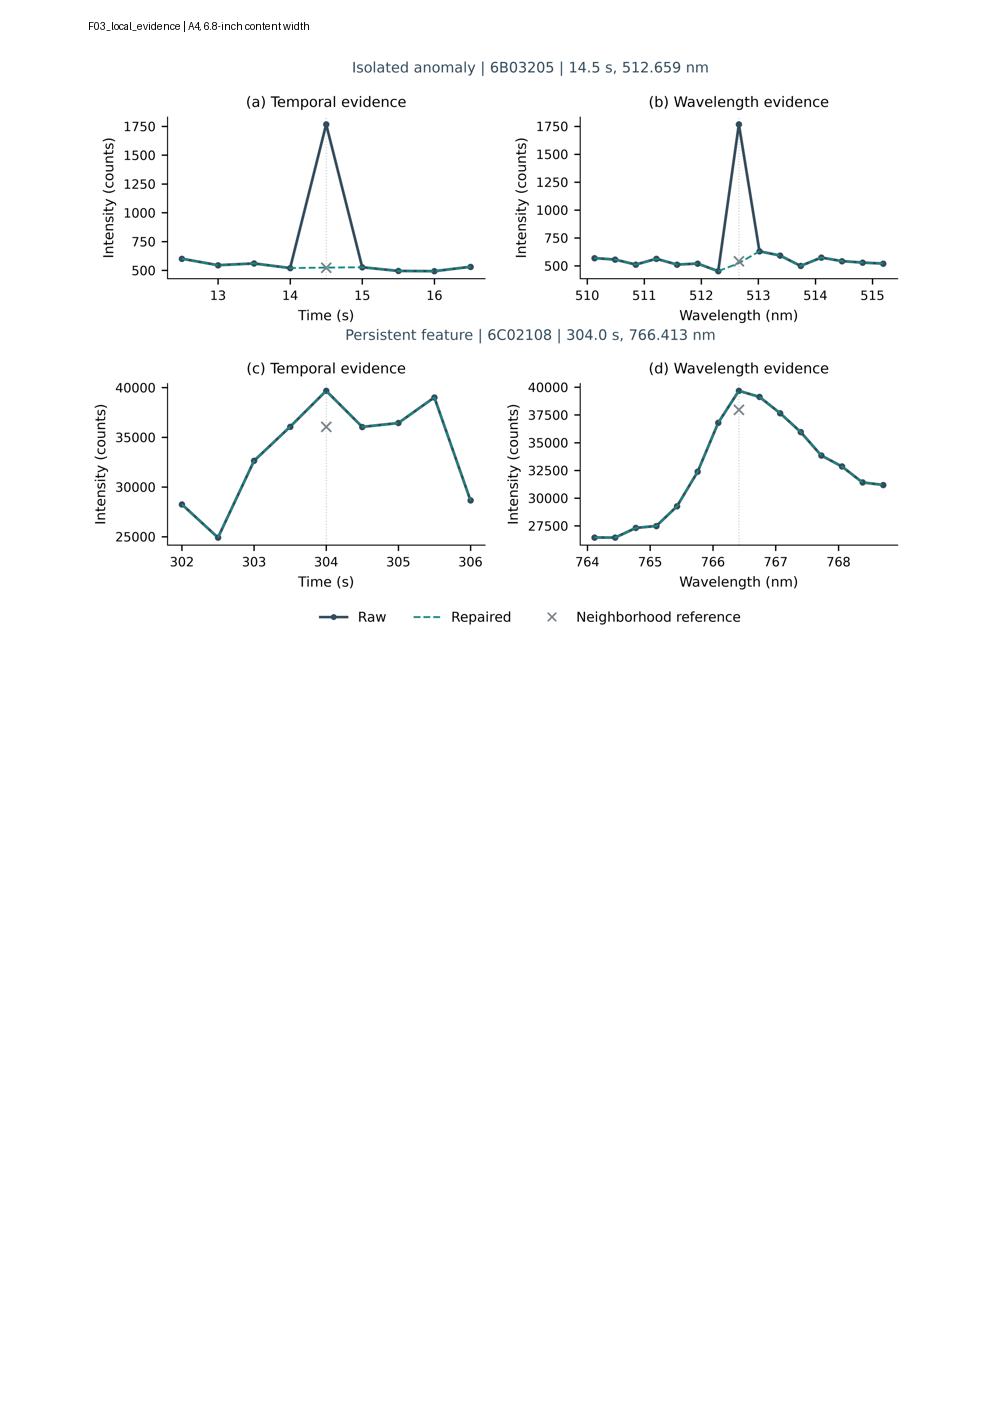 F03_local_evidence | A4, 6.8-inch content width
Isolated anomaly | 6B03205 | 14.5 s, 512.659 nm
(a) Temporal evidence
Intensity (counts)
1750
1500
1250
1000
750
500
13 14 15 16
Time (s)
(b) Wavelength evidence
Intensity (counts)
1750
1500
1250
1000
750
500
510 511 512 513 514 515
Wavelength (nm)
Persistent feature | 6C02108 | 304.0 s, 766.413 nm
(c) Temporal evidence
Intensity (counts)
40000
35000
30000
25000
302 303 304 305 306
Time (s)
(d) Wavelength evidence
Intensity (counts)
40000
37500
35000
32500
30000
27500
764 765 766 767 768
Wavelength (nm)
Raw Repaired Neighborhood reference